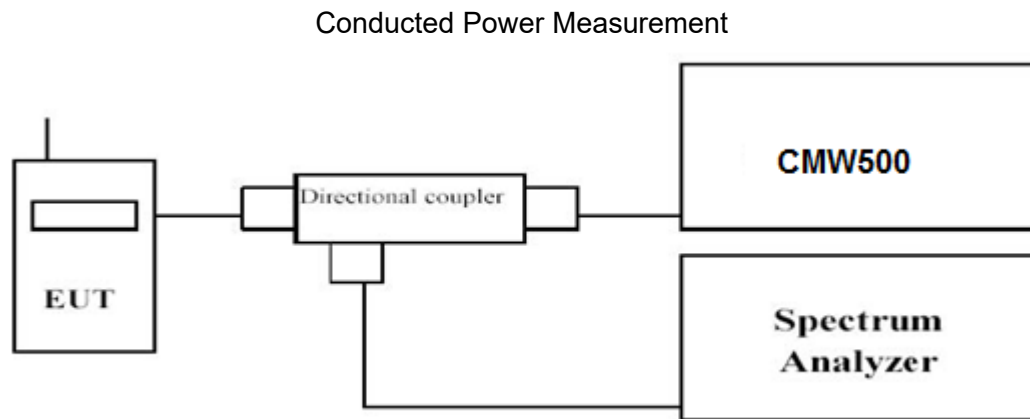 Conducted Power Measurement
Directional coupler
CMW500
EUT
Spectrum
Analyzer